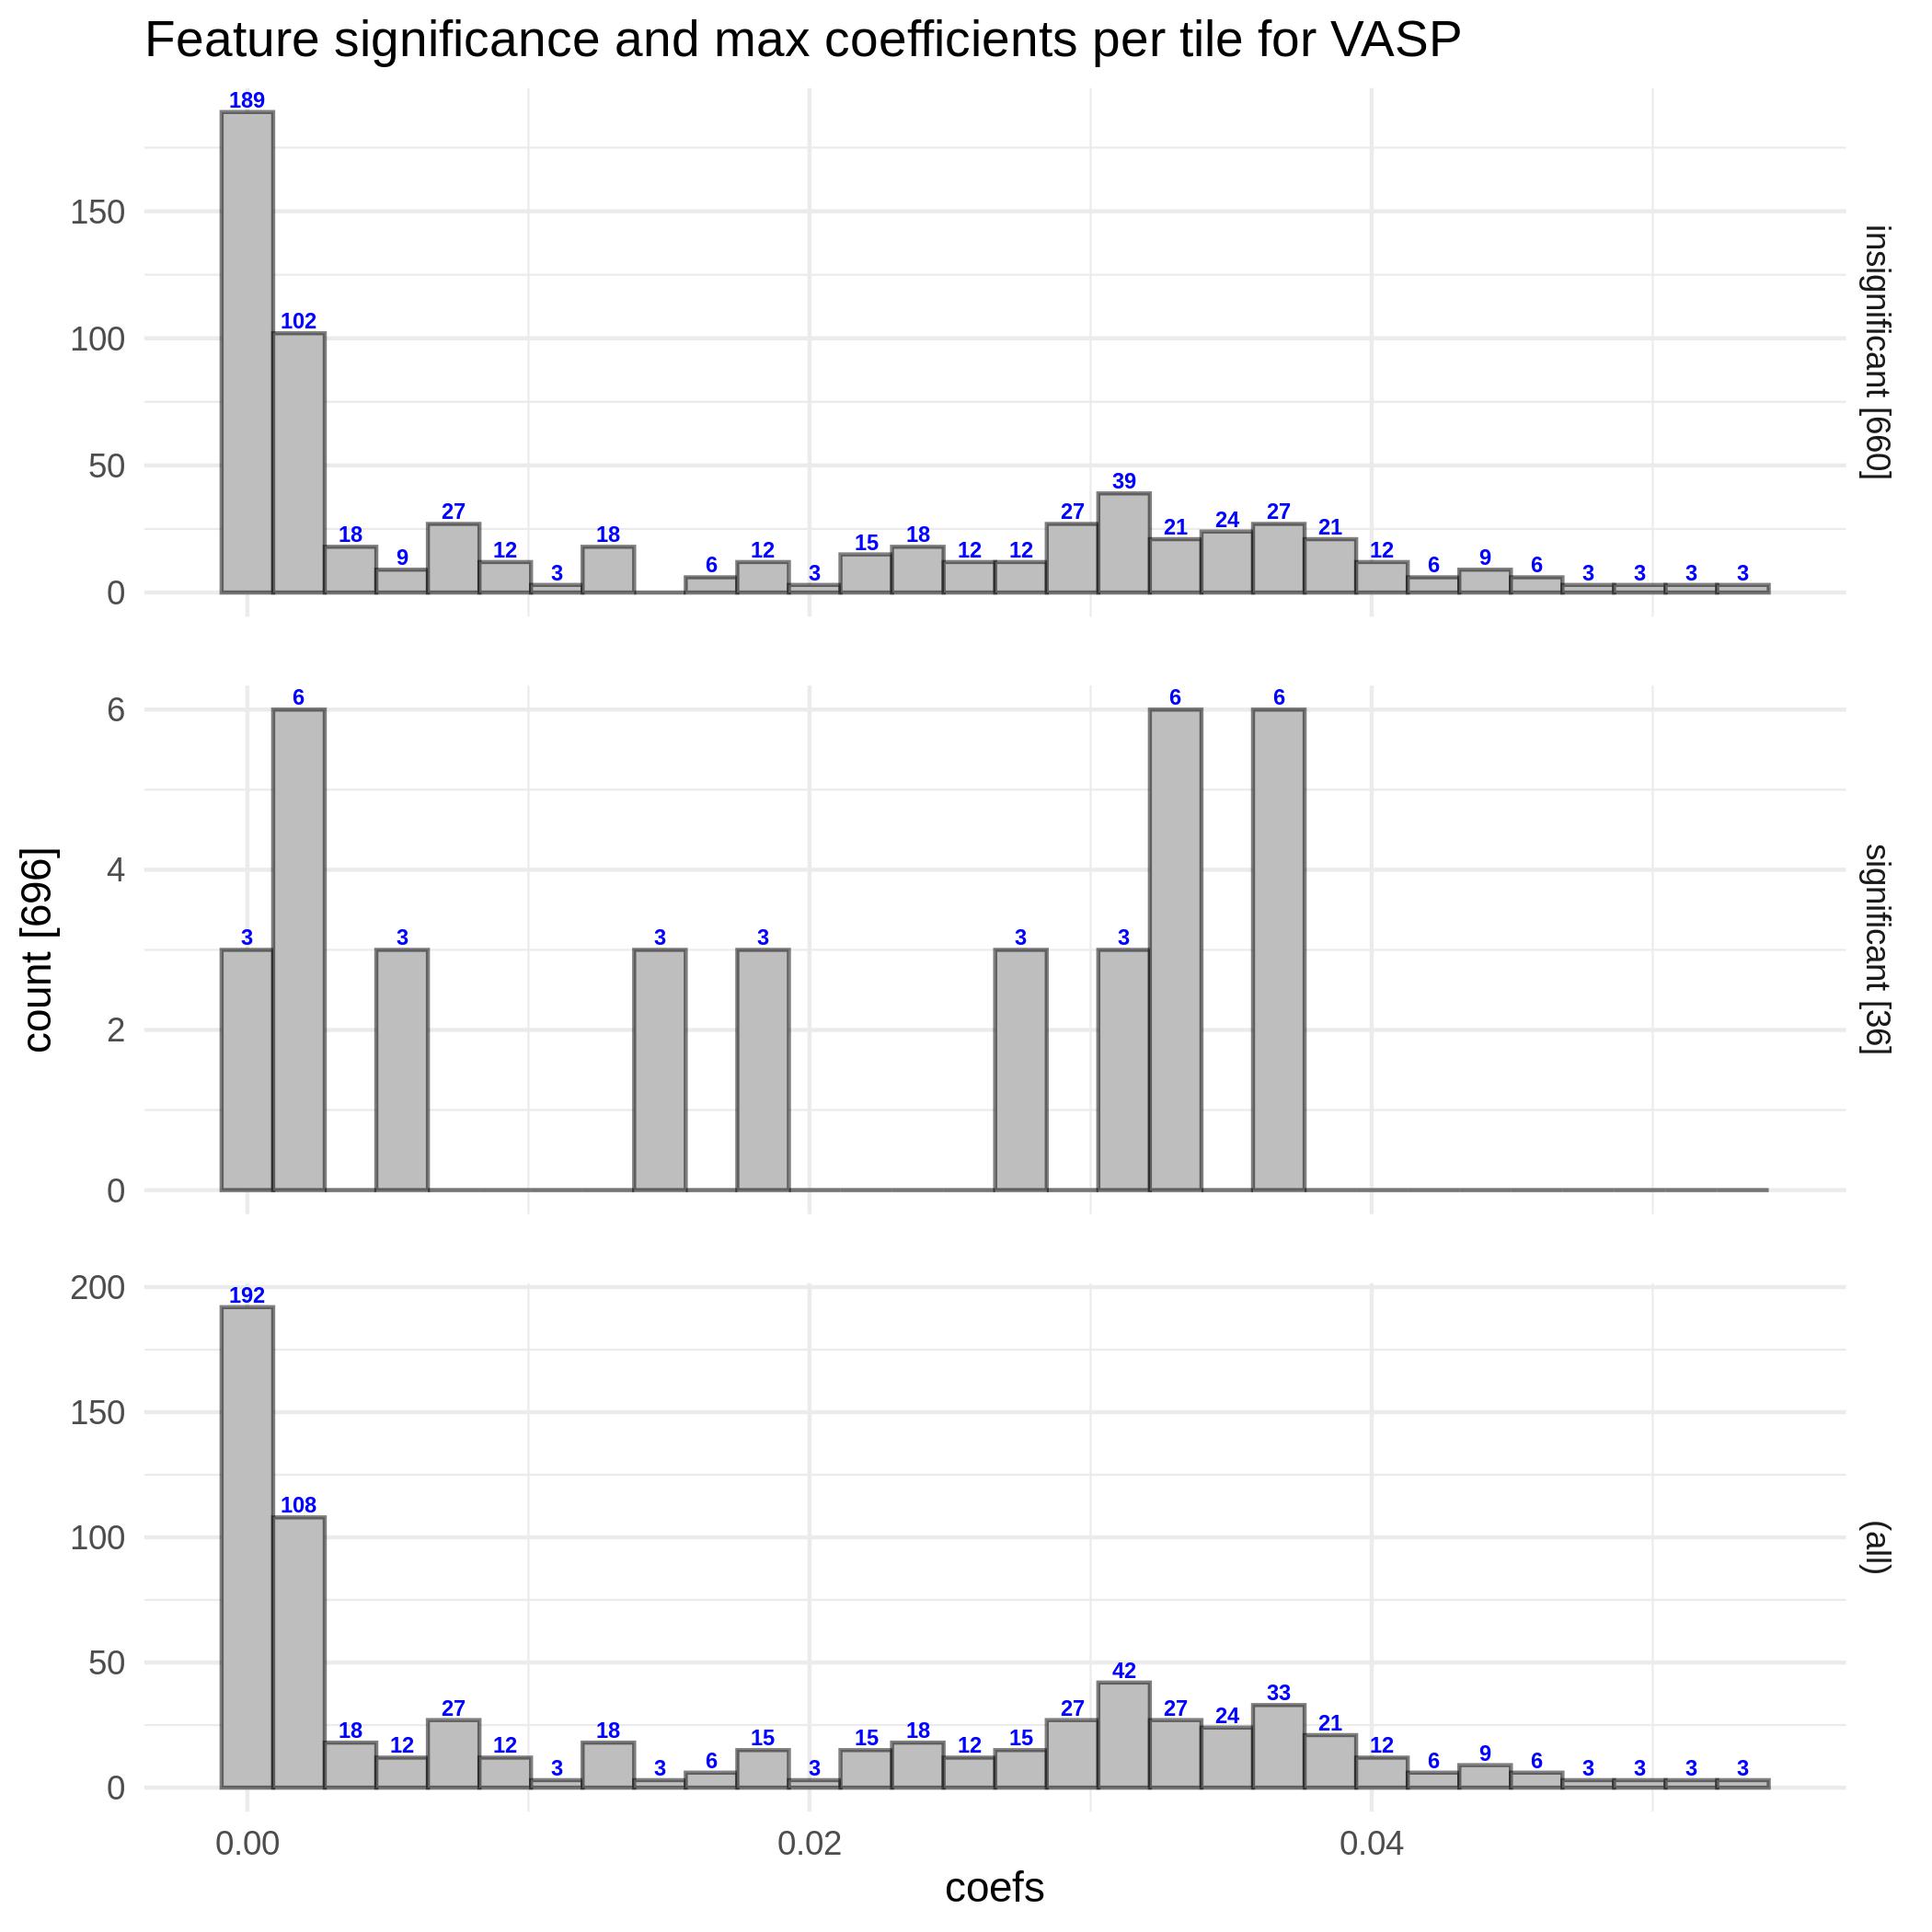 Feature significance and max coefficients per tile for VASP
189
102
18 9 27 12 3 18 6 12 3 15 18 12 12 27 39 21 24 27 21 12 6 9 6 3 3 3 3
150
100
50
0
insignificant [660]
6 6 6
3 3 3 3 3 3
6
4
2
0
significant [36]
count [696]
192
108
18 12 27 12 3 18 3 6 15 3 15 18 12 15 27 42 27 24 33 21 12 6 9 6 3 3 3 3
200
150
100
50
0
(all)
0.00 0.02 0.04
coefs